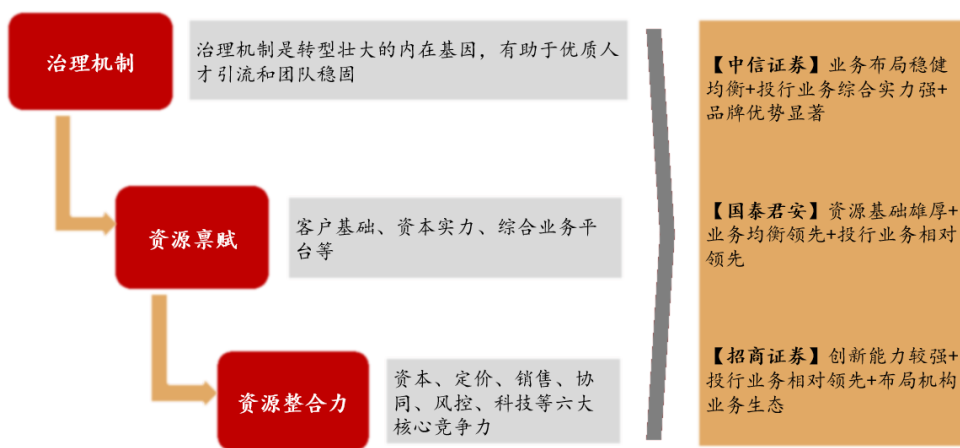 治理机制
治理机制是转型壮大的内在基因，有助于优质人
才引流和团队稳固
资源禀赋
客户基础、资本实力、综合业务平
台等
资源整合力
资本、定价、销售、协
同、风控、科技等六大
核心竞争力
【中信证券】业务布局稳健
均衡+投行业务综合实力强+
品牌优势显著
【国泰君安】资源基础雄厚+
业务均衡领先+投行业务相对
领先
【招商证券】创新能力较强+
投行业务相对领先+布局机构
业务生态